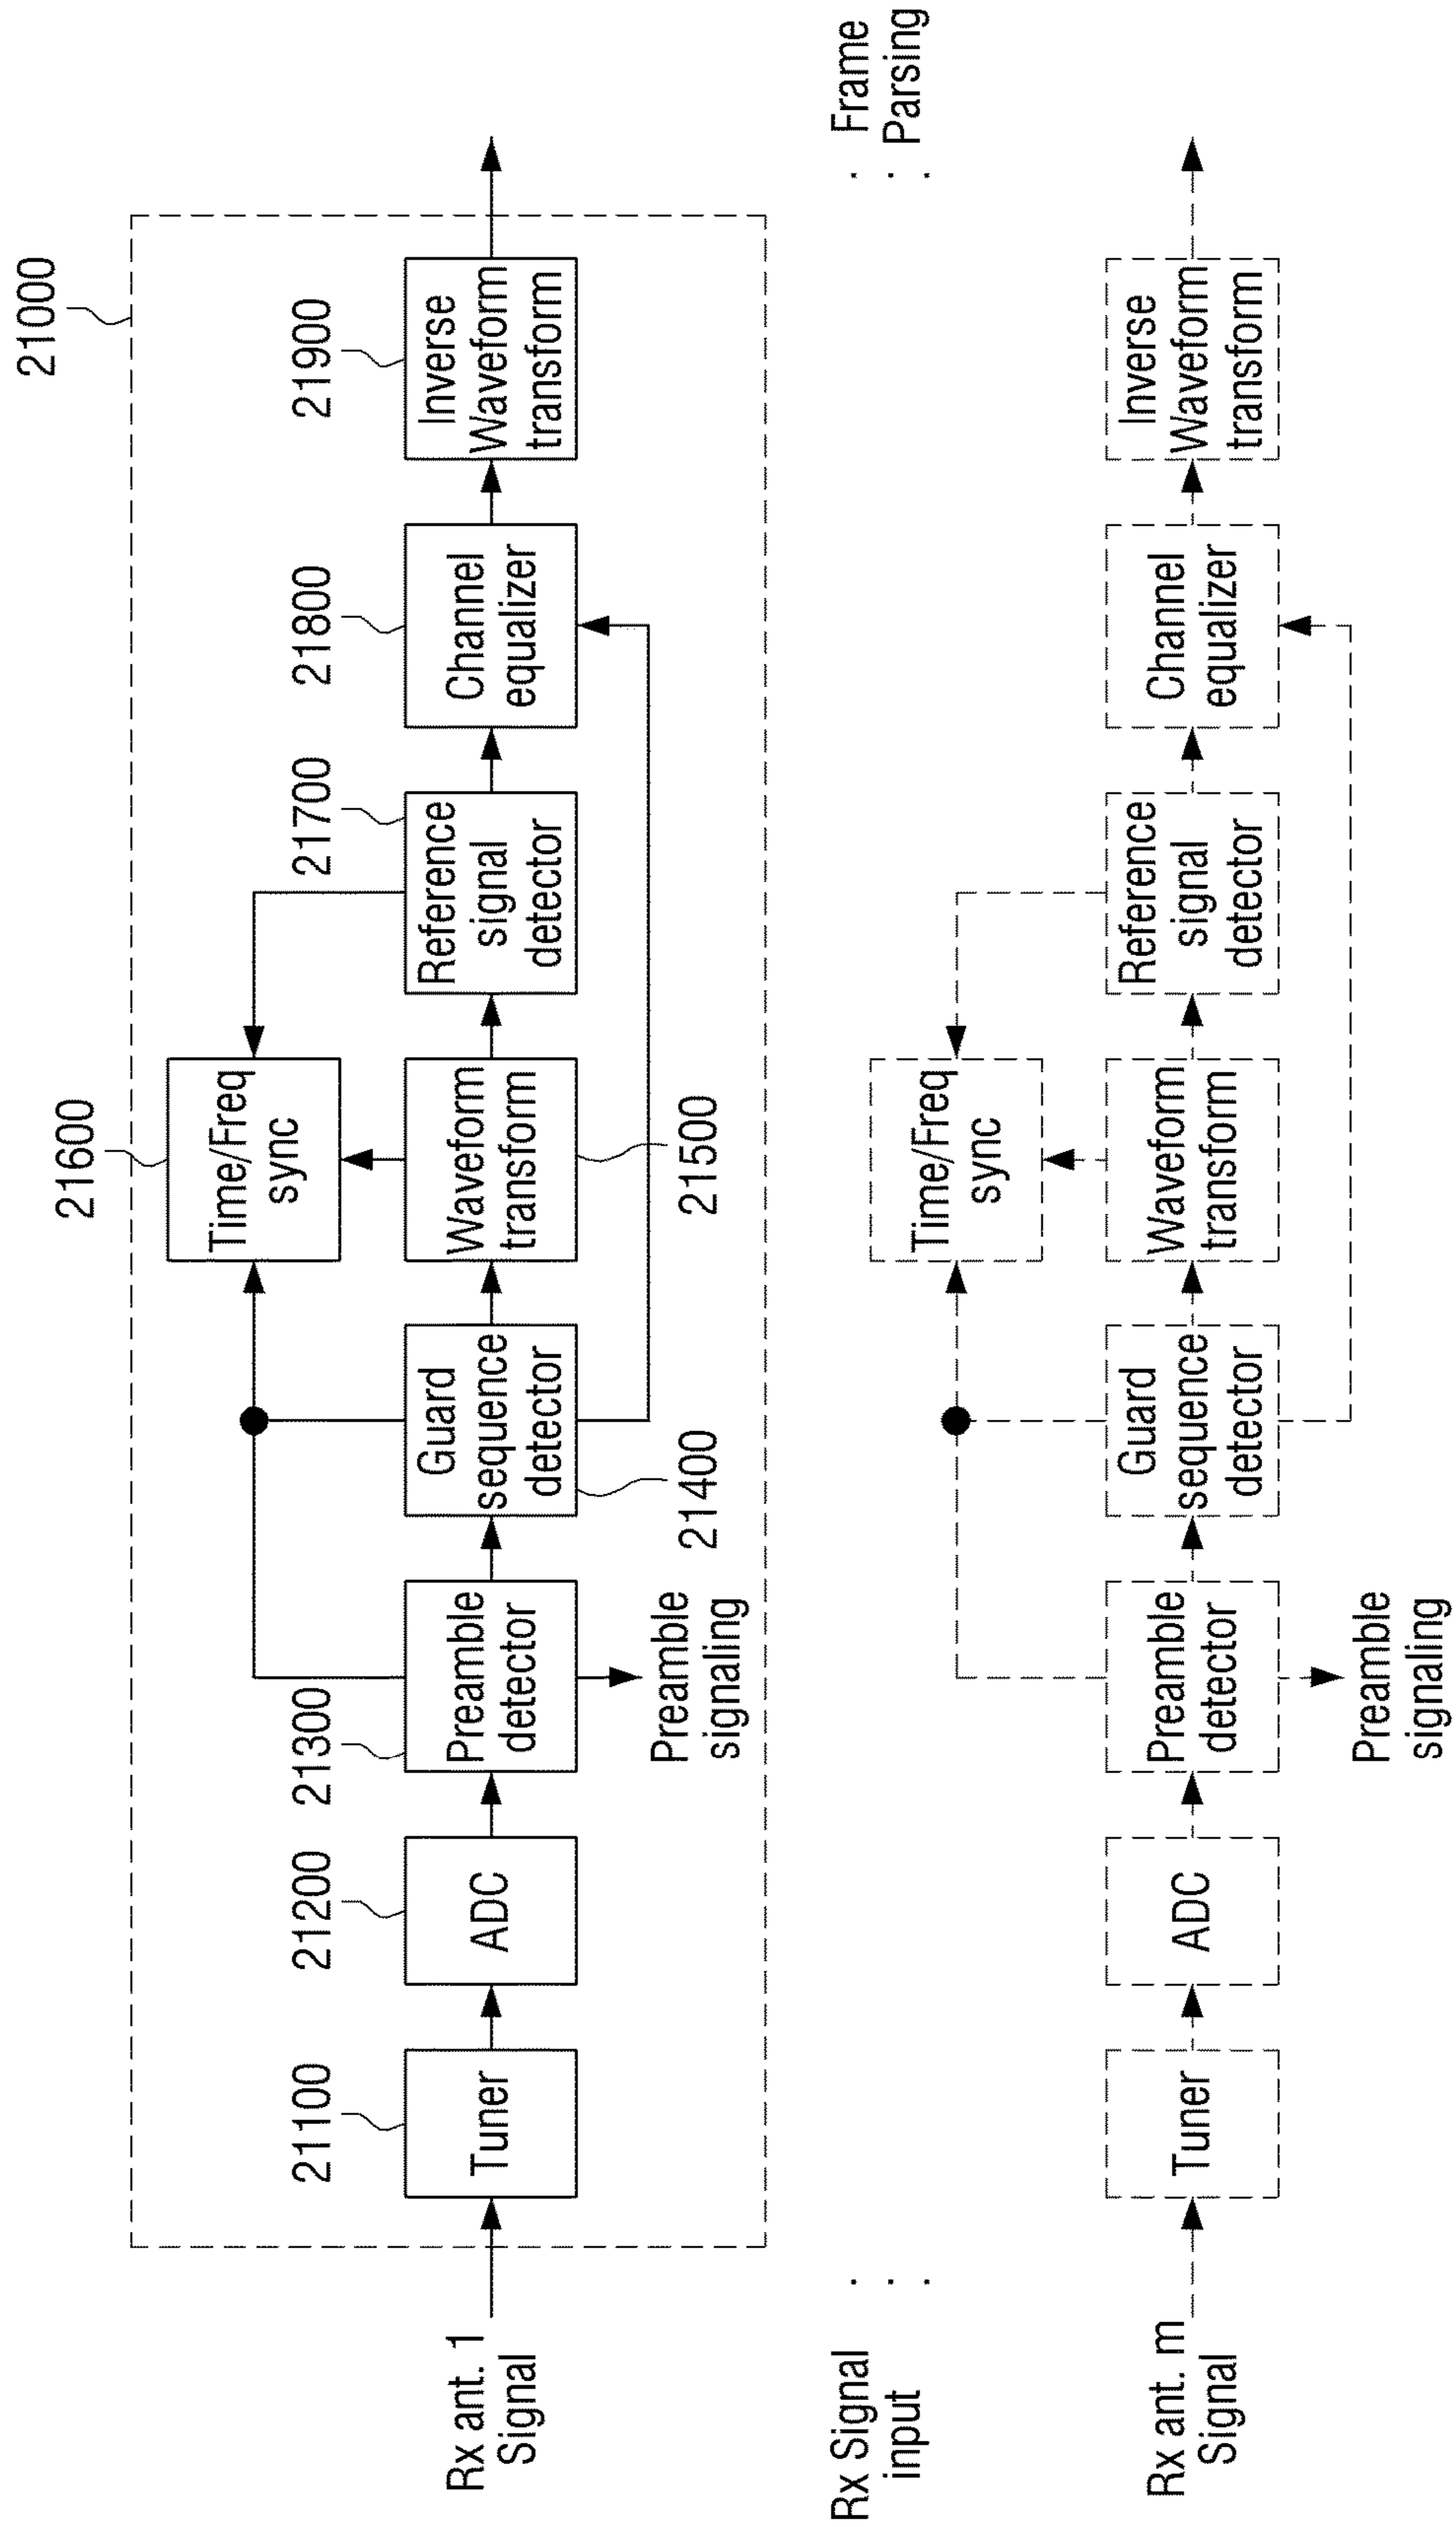 21000
21600
21100
21200
21300
21700
21800
21900
Time/Freq
sync
Tuner
ADC
Preamble
detector
Guard
sequence
detector
Waveform
transform
Reference
signal
detector
Channel
equalizer
Inverse
Waveform
transform
Rx ant. 1
Signal
Preamble
signaling
21400
21500
Rx Signal
input
Frame
Parsing
Time/Freq
sync
Rx ant. m
Signal
Tuner
ADC
Preamble
detector
Guard
sequence
detector
Waveform
transform
Reference
signal
detector
Channel
equalizer
Inverse
Waveform
transform
Preamble
signaling